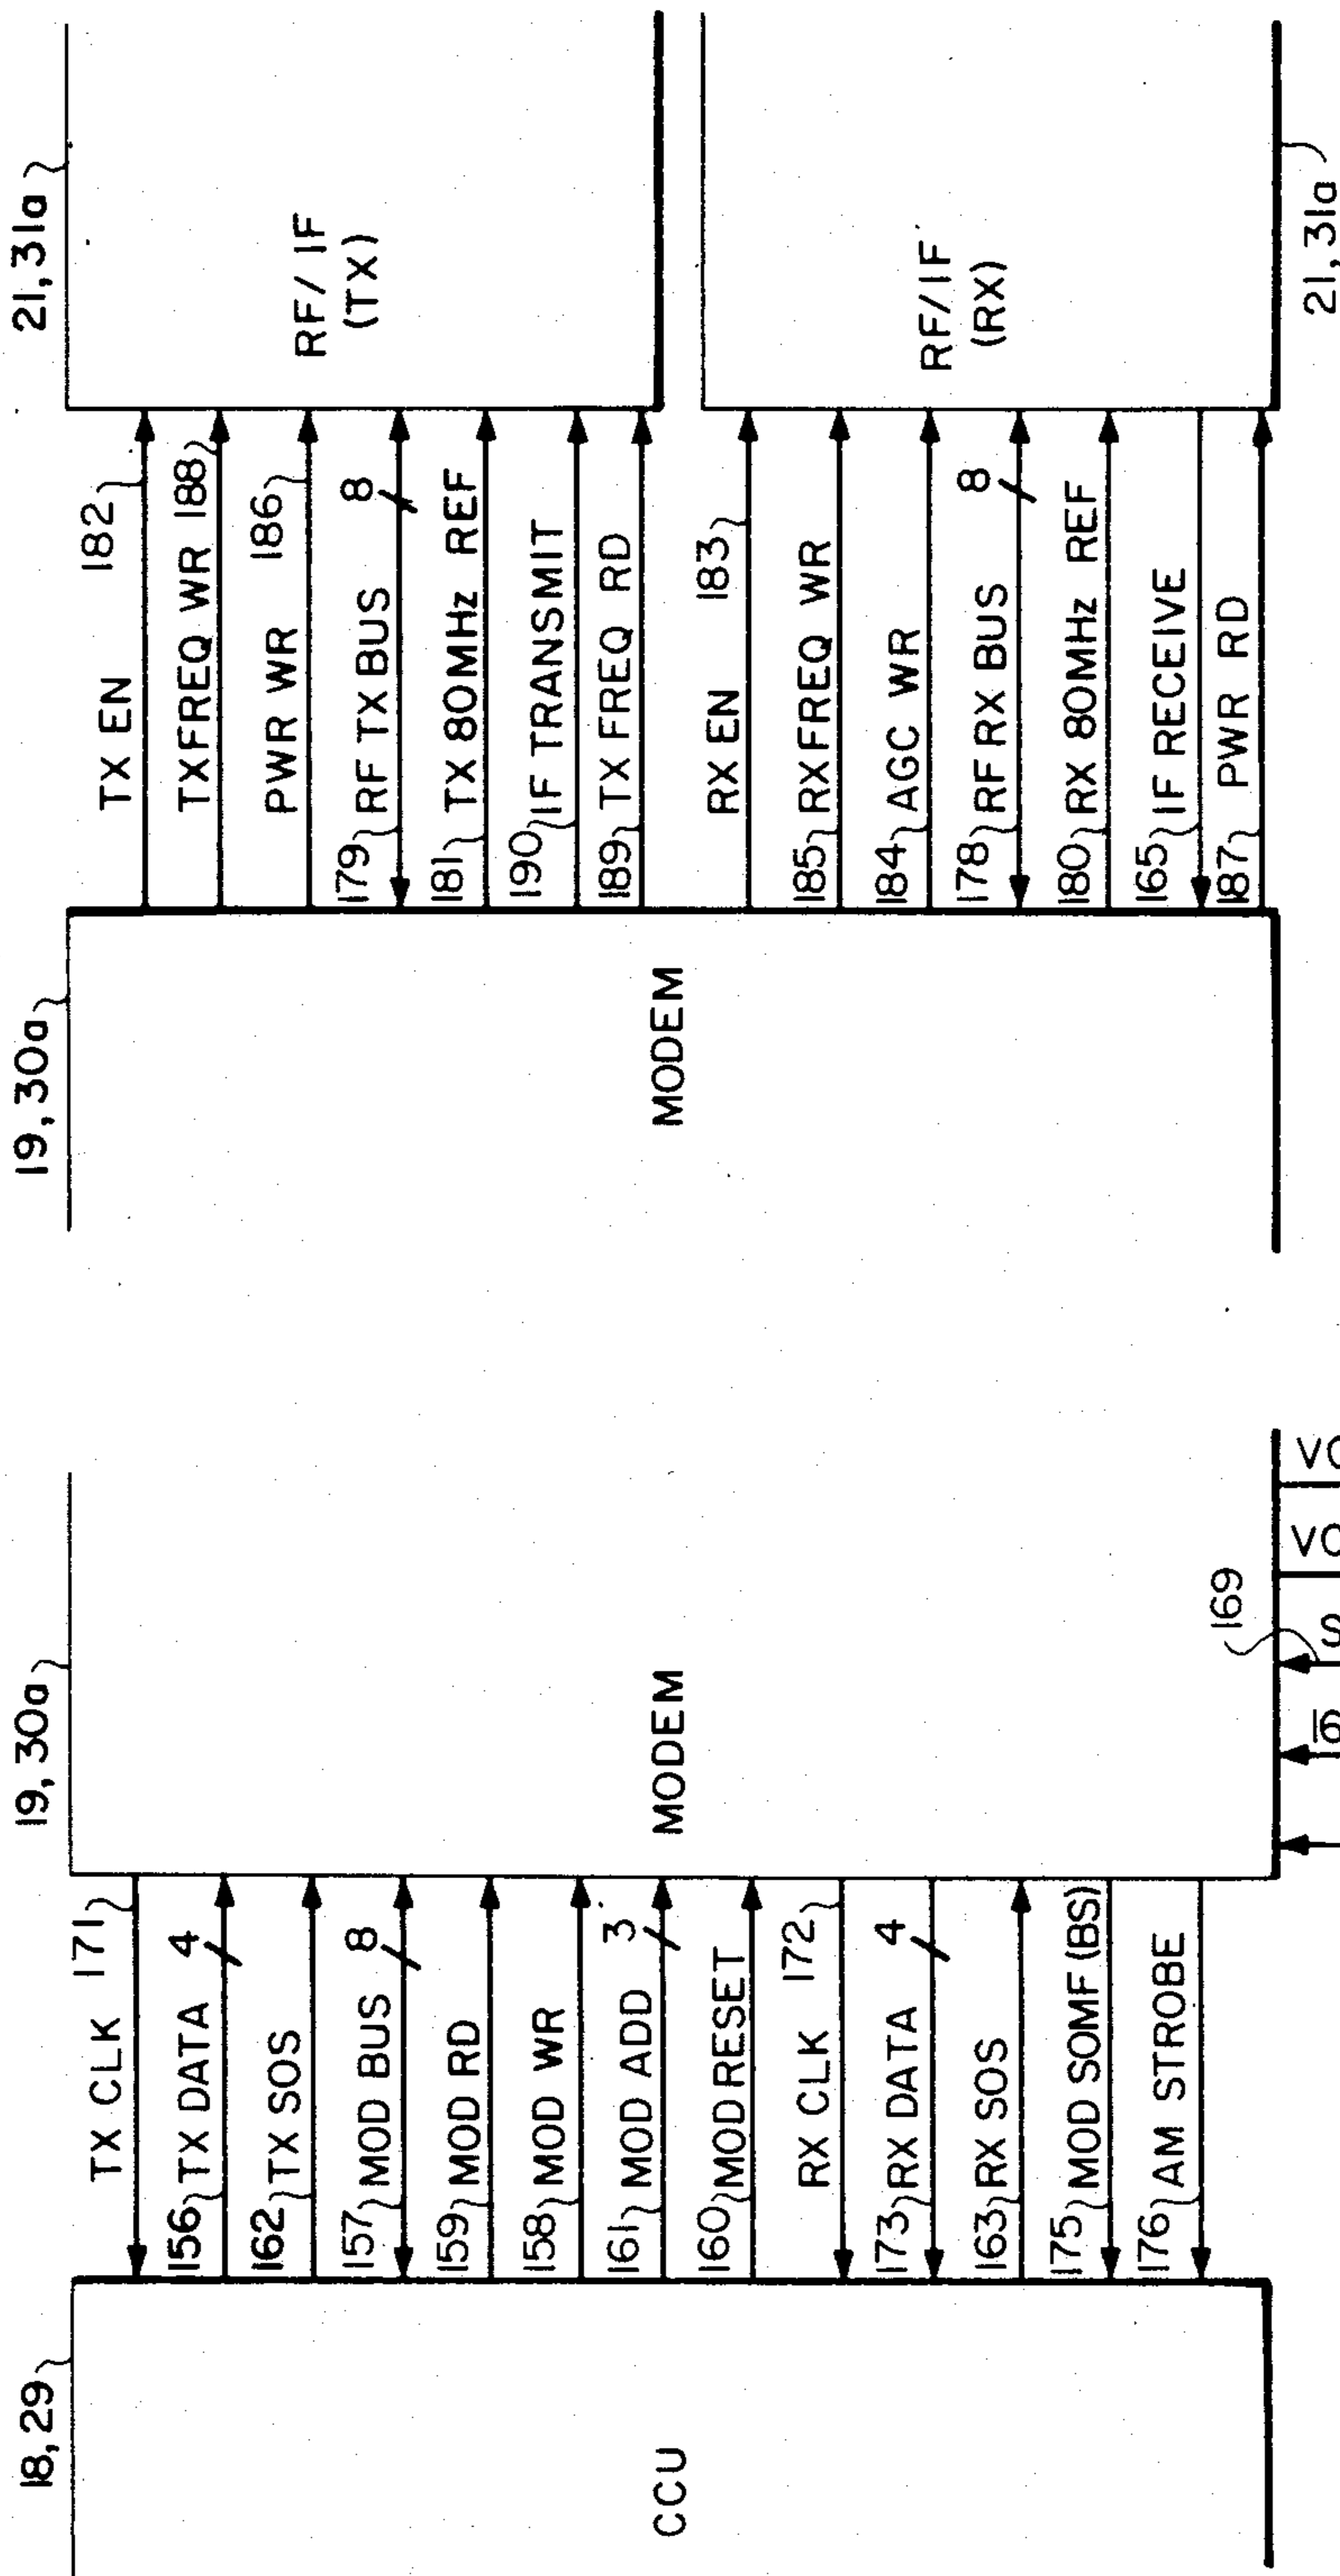 18, 29
CCU
TX CLK 171
156 TX DATA 4
162 TX SOS
157 MOD BUS 8
159 MOD RD
158 MOD WR
161 MOD ADD 3
160 MOD RESET
RX CLK 172
173 RX DATA 4
163 RX SOS
175 MOD SOMF (BS)
176 AM STROBE
19, 30a
MODEM
169
19, 30a
MODEM
TX EN 182
TX FREQ WR 188
PWR WR 186
179 RF TX BUS 8
181 TX 80MHz REF
190 IF TRANSMIT
189 TX FREQ RD
RX EN 183
185 RX FREQ WR
184 AGC WR
178 RF RX BUS 8
180 RX 80MHz REF
165 IF RECEIVE
187 PWR RD
21, 31a
RF/IF
(TX)
RF/IF
(RX)
21, 31a